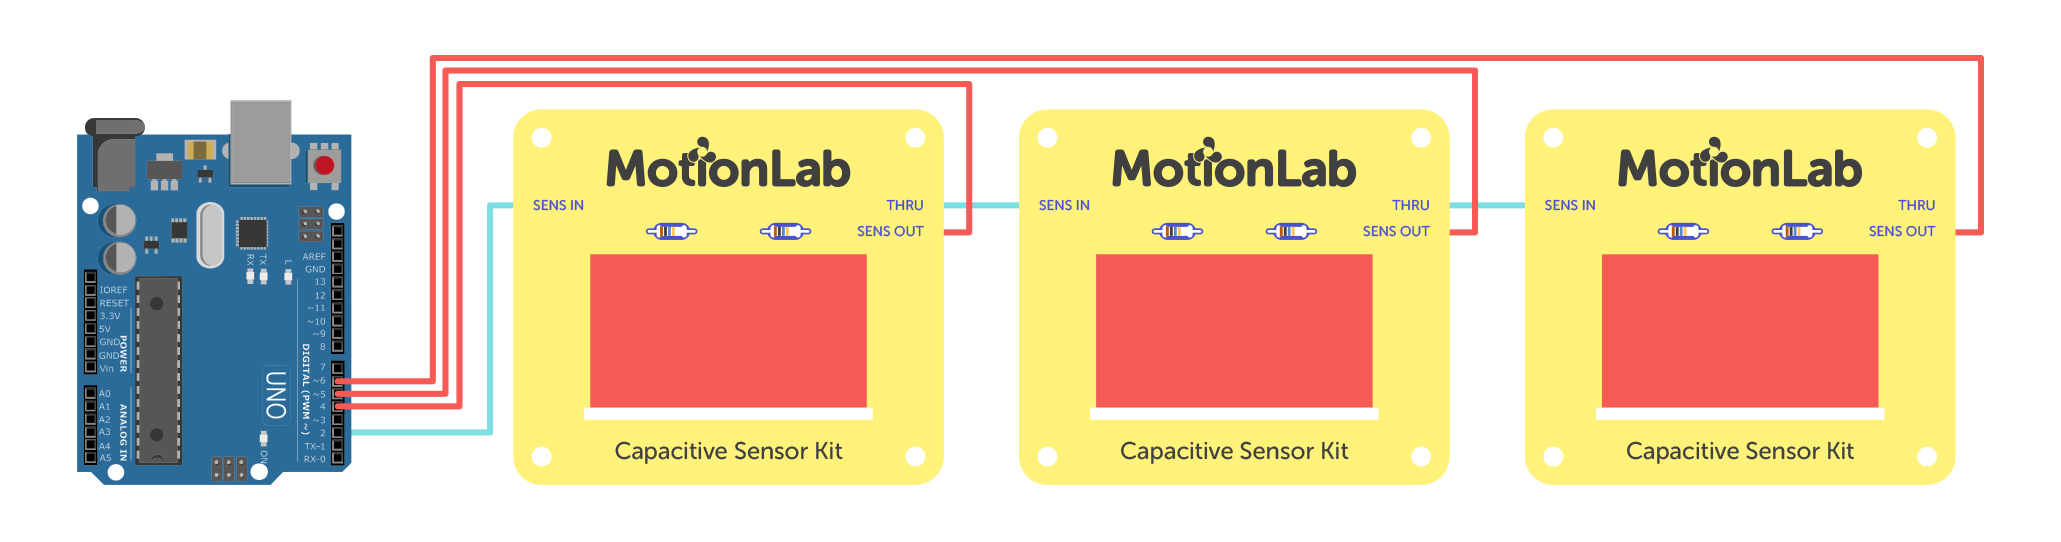 RX
TX
L
IOREF
RESET
3.3V
5V
GND
GND
Vin
POWER
A0
A1
A2
A3
A4
A5
ANALOG IN
UNO
ON
AREF
GND
13
12
~11
~10
~9
8
7
~6
~5
4
~3
2
TX-1
RX-0
DIGITAL (PWM ~)
MotionLab
SENS IN
THRU
SENS OUT
Capacitive Sensor Kit
MotionLab
SENS IN
THRU
SENS OUT
Capacitive Sensor Kit
MotionLab
SENS IN
THRU
SENS OUT
Capacitive Sensor Kit